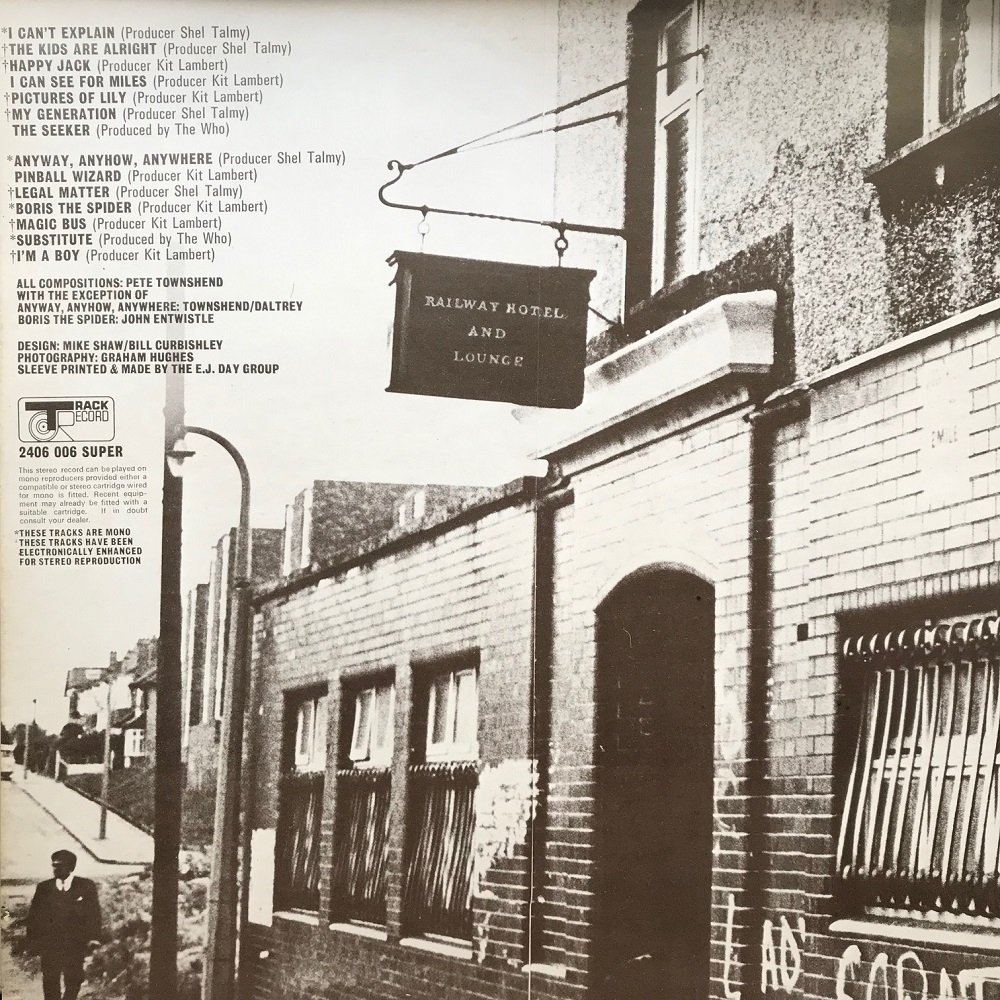 *I CAN'T EXPLAIN (Producer Shel Talmy)
†THE KIDS ARE ALRIGHT (Producer Shel Talmy)
†HAPPY JACK (Producer Kit Lambert)
I CAN SEE FOR MILES (Producer Kit Lambert)
†PICTURES OF LILY (Producer Kit Lambert)
†MY GENERATION (Producer Shel Talmy)
THE SEEKER (Produced by The Who)
*ANYWAY, ANYHOW, ANYWHERE (Producer Shel Talmy)
PINBALL WIZARD (Producer Kit Lambert)
†LEGAL MATTER (Producer Shel Talmy)
*BORIS THE SPIDER (Producer Kit Lambert)
†MAGIC BUS (Producer Kit Lambert)
*SUBSTITUTE (Produced by The Who)
†I'M A BOY (Producer Kit Lambert)
ALL COMPOSITIONS: PETE TOWNSHEND
WITH THE EXCEPTION OF
ANYWAY, ANYHOW, ANYWHERE: TOWNSHEND/DALTREY
BORIS THE SPIDER: JOHN ENTWISTLE
DESIGN: MIKE SHAW/BILL CURBISHLEY
PHOTOGRAPHY: GRAHAM HUGHES
SLEEVE PRINTED & MADE BY THE E.J. DAY GROUP
TRACK
RECORD
2406 006 SUPER
This stereo record can be played on
mono reproducers provided either a
compatible or stereo cartridge wired
for mono is fitted. Recent equip-
ment may already be fitted with a
suitable cartridge. If in doubt
consult your dealer.
*THESE TRACKS ARE MONO
THESE TRACKS HAVE BEEN
ELECTRONICALLY ENHANCED
FOR STEREO REPRODUCTION
RAILWAY HOTEL
AND
LOUNGE